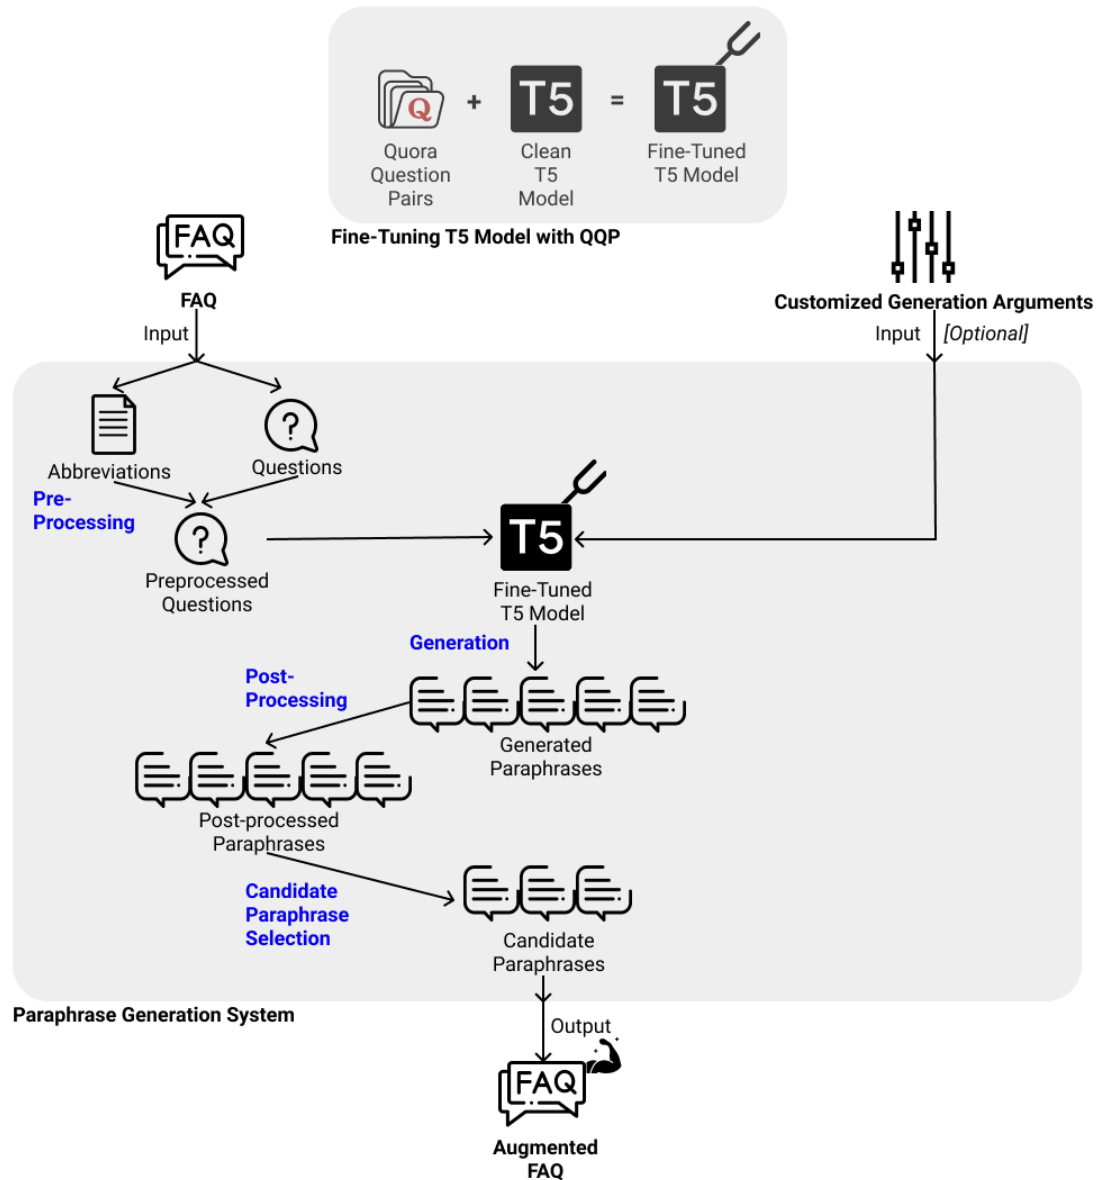 Q
+
T5
=
T5
Quora
Question
Pairs
Clean
T5
Model
Fine-Tuned
T5 Model
Fine-Tuning T5 Model with QQP
FAQ
FAQ
Input
Customized Generation Arguments
Input [Optional]
?
Abbreviations
Questions
Pre-
Processing
?
Preprocessed
Questions
T5
Fine-Tuned
T5 Model
Generation
Post-
Processing
Generated
Paraphrases
Post-processed
Paraphrases
Candidate
Paraphrase
Selection
Candidate
Paraphrases
Paraphrase Generation System
Output
FAQ
Augmented
FAQ